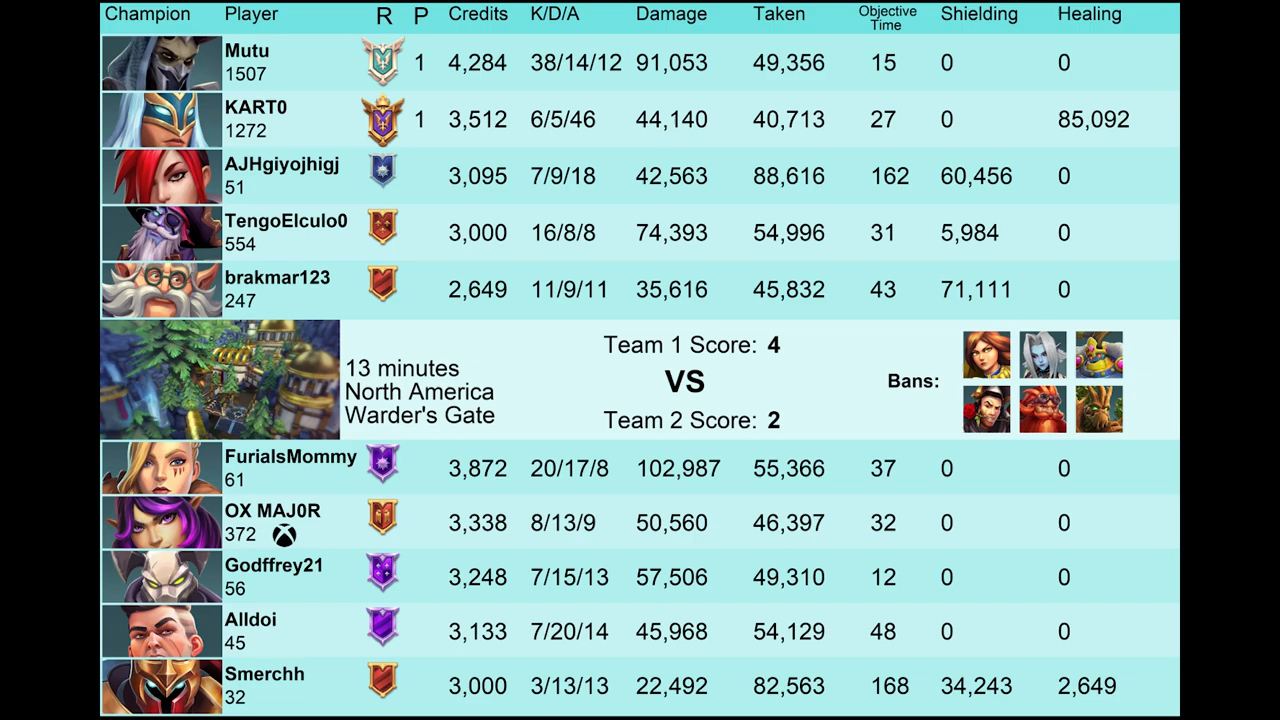 Champion Player R P Credits K/D/A Damage Taken Objective Time Shielding Healing
Mutu
1507 1 4,284 38/14/12 91,053 49,356 15 0 0
KART0
1272 1 3,512 6/5/46 44,140 40,713 27 0 85,092
AJHgiyojhigj
51 3,095 7/9/18 42,563 88,616 162 60,456 0
TengoElculo0
554 3,000 16/8/8 74,393 54,996 31 5,984 0
brakmar123
247 2,649 11/9/11 35,616 45,832 43 71,111 0
13 minutes
North America
Warder's Gate
Team 1 Score: 4
VS
Team 2 Score: 2
Bans:
FurialsMommy
61 3,872 20/17/8 102,987 55,366 37 0 0
OX MAJ0R
372 3,338 8/13/9 50,560 46,397 32 0 0
Godffrey21
56 3,248 7/15/13 57,506 49,310 12 0 0
Alldoi
45 3,133 7/20/14 45,968 54,129 48 0 0
Smerchh
32 3,000 3/13/13 22,492 82,563 168 34,243 2,649